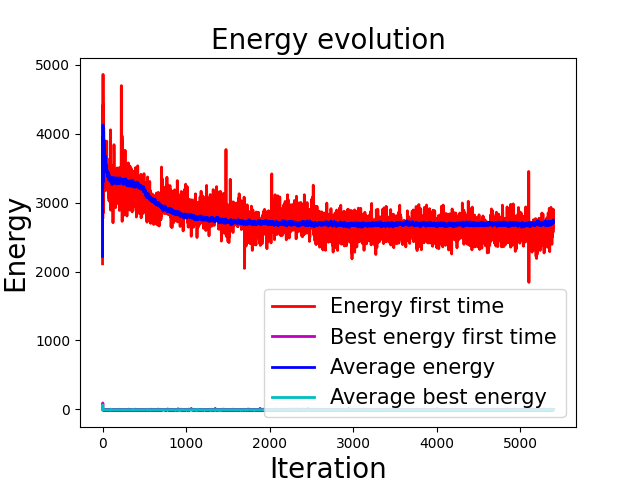 Energy evolution
5000
4000
3000
2000
1000
0
Energy
Energy first time
Best energy first time
Average energy
Average best energy
0 1000 2000 3000 4000 5000
Iteration